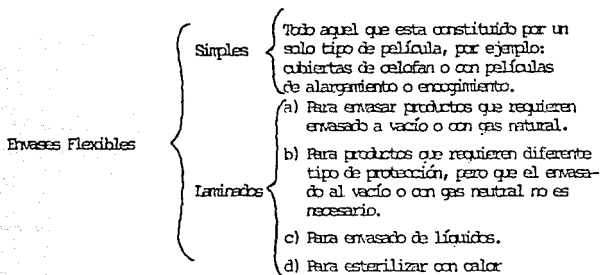 Todo aquel que esta constituido por un
Simples
solo tipo de película, por ejemplo:
cubiertas de celofan o con películas
de alargamiento o encogimiento.
a) Para envasar productos que requieren
envasado a vacío o con gas natural.
Envases Flexibles
b) Para productos que requieren diferente
tipo de protección, pero que el envasa-
Laminados
do al vacío o con gas neutral no es
necesario.
c) Para envasado de líquidos.
d) Para esterilizar con calor